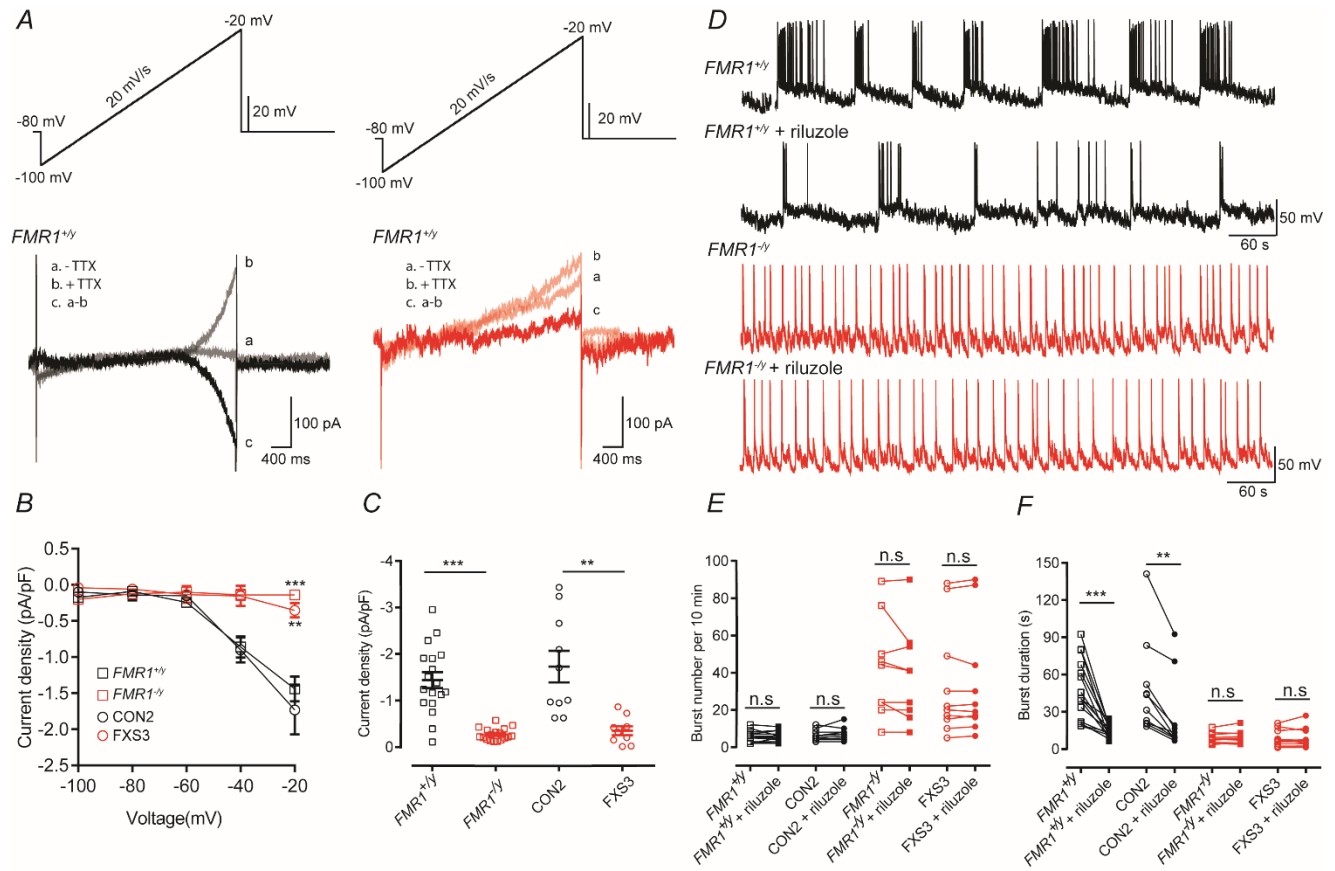 A
-20 mV
20 mV/s
20 mV
-80 mV
-100 mV
-20 mV
20 mV/s
20 mV
-80 mV
-100 mV
FMR1+/y
a. - TTX
b. + TTX
c. a-b
b
a
c
100 pA
400 ms
FMR1+/y
a. - TTX
b. + TTX
c. a-b
b
a
c
100 pA
400 ms
D
FMR1+/y
FMR1+/y + riluzole
50 mV
60 s
FMR1-/y
FMR1-/y + riluzole
50 mV
60 s
B
Current density (pA/pF)
0.5
0.0
-0.5
-1.0
-1.5
-2.0
-2.5
***
**
FMR1+/y
FMR1-/y
CON2
FXS3
-100
-80
-60
-40
-20
Voltage(mV)
C
Current density (pA/pF)
-4
-3
-2
-1
0
***
**
FMR1+/y
FMR1-/y
CON2
FXS3
E
Burst number per 10 min
100
80
60
40
20
0
n.s
n.s
n.s
n.s
FMR1+/y
FMR1+/y + riluzole
CON2
CON2 + riluzole
FMR1-/y
FMR1-/y + riluzole
FXS3
FXS3 + riluzole
F
Burst duration (s)
150
120
90
60
30
0
***
**
n.s
n.s
FMR1+/y
FMR1+/y + riluzole
CON2
CON2 + riluzole
FMR1-/y
FMR1-/y + riluzole
FXS3
FXS3 + riluzole